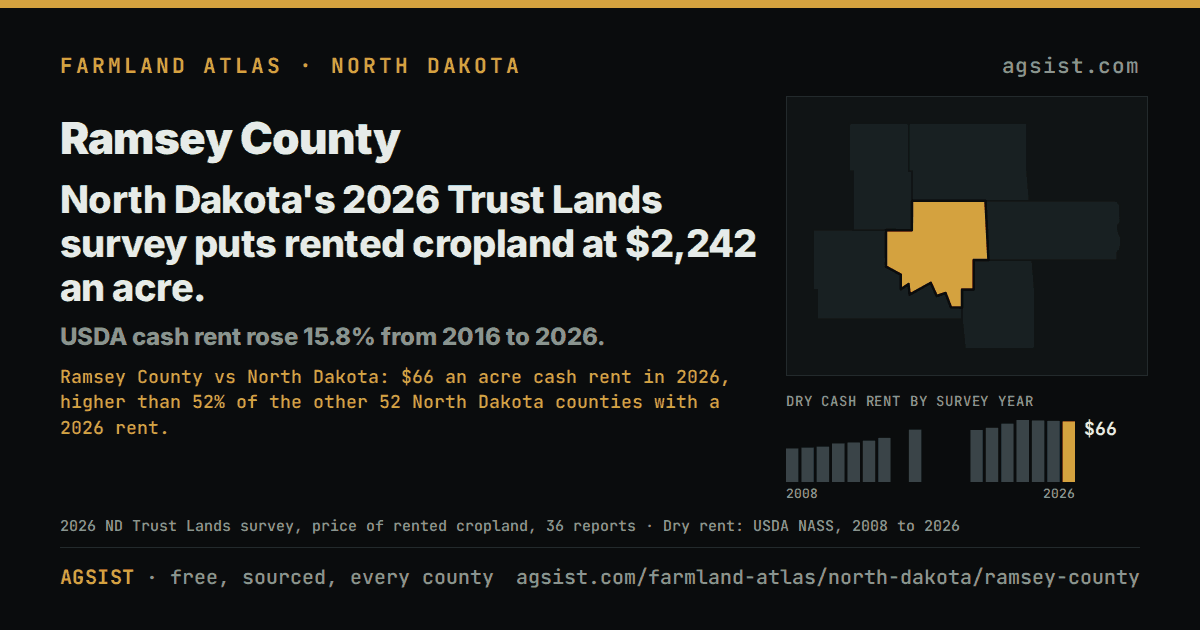 FARMLAND ATLAS · NORTH DAKOTA
agsist.com
Ramsey County
North Dakota's 2026 Trust Lands
survey puts rented cropland at $2,242
an acre.
USDA cash rent rose 15.8% from 2016 to 2026.
Ramsey County vs North Dakota: $66 an acre cash rent in 2026,
higher than 52% of the other 52 North Dakota counties with a
2026 rent.
DRY CASH RENT BY SURVEY YEAR
$66
2008
2026
2026 ND Trust Lands survey, price of rented cropland, 36 reports · Dry rent: USDA NASS, 2008 to 2026
AGSIST · free, sourced, every county
agsist.com/farmland-atlas/north-dakota/ramsey-county